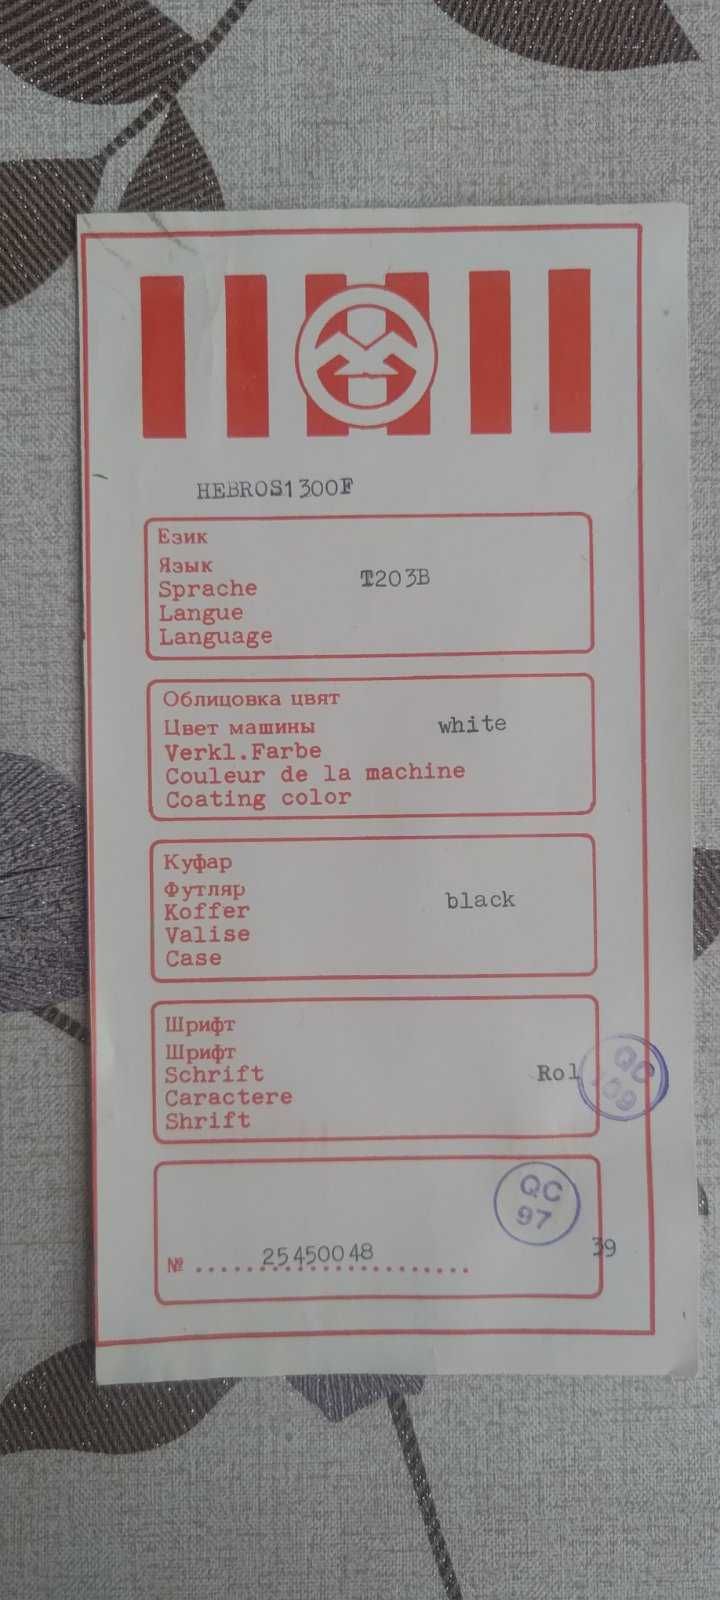 HEBROS1300F
Език
Язык
Sprache
Langue
Language
T203B
Облицовка цвят
Цвет машины
Verkl.Farbe
Couleur de la machine
Coating color
white
Куфар
Футляр
Koffer
Valise
Case
black
Шрифт
Шрифт
Schrift
Caractere
Shrift
Rol
QC
109
QC
97
№ 25450048
39